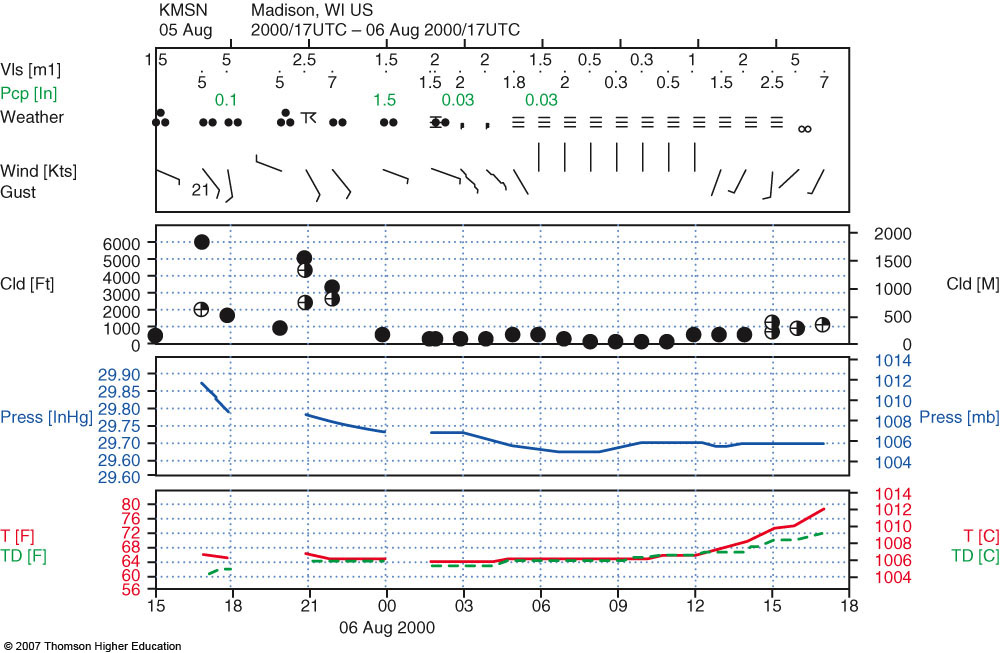 KMSN Madison, WI US
05 Aug 2000/17UTC – 06 Aug 2000/17UTC
1.5 5 2.5 1.5 2 2 1.5 0.5 0.3 1 2 5
Vls [m1]
5 5 7 1.5 2 1.8 2 0.3 0.5 1.5 2.5 7
Pcp [In] 0.1 1.5 0.03 0.03
Weather
∞
Wind [Kts]
Gust 21
2000
6000
5000 1500
4000
Cld [Ft] 3000 1000 Cld [M]
2000 500
1000
0 0
1014
29.90 1012
29.85 1010
29.80
Press [InHg] 29.75 1008 Press [mb]
29.70 1006
29.60 1004
29.60
1014
80 1012
76 1010
T [F] 72 T [C]
68 1008
TD [F] 64 1006 TD [C]
60 1004
56
15 18 21 00 03 06 09 12 15 18
06 Aug 2000
© 2007 Thomson Higher Education